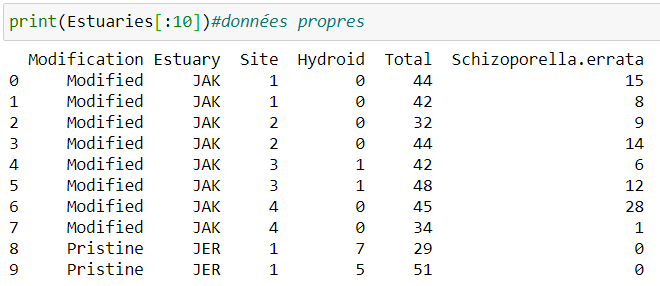 print(Estuaries[:10])#données propres
Modification Estuary Site Hydroid Total Schizoporella.errata
0 Modified JAK 1 0 44 15
1 Modified JAK 1 0 42 8
2 Modified JAK 2 0 32 9
3 Modified JAK 2 0 44 14
4 Modified JAK 3 1 42 6
5 Modified JAK 3 1 48 12
6 Modified JAK 4 0 45 28
7 Modified JAK 4 0 34 1
8 Pristine JER 1 7 29 0
9 Pristine JER 1 5 51 0